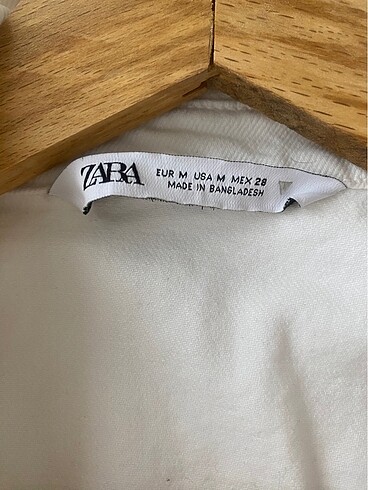 ZARA
EUR M USA M MEX 28
MADE IN BANGLADESH